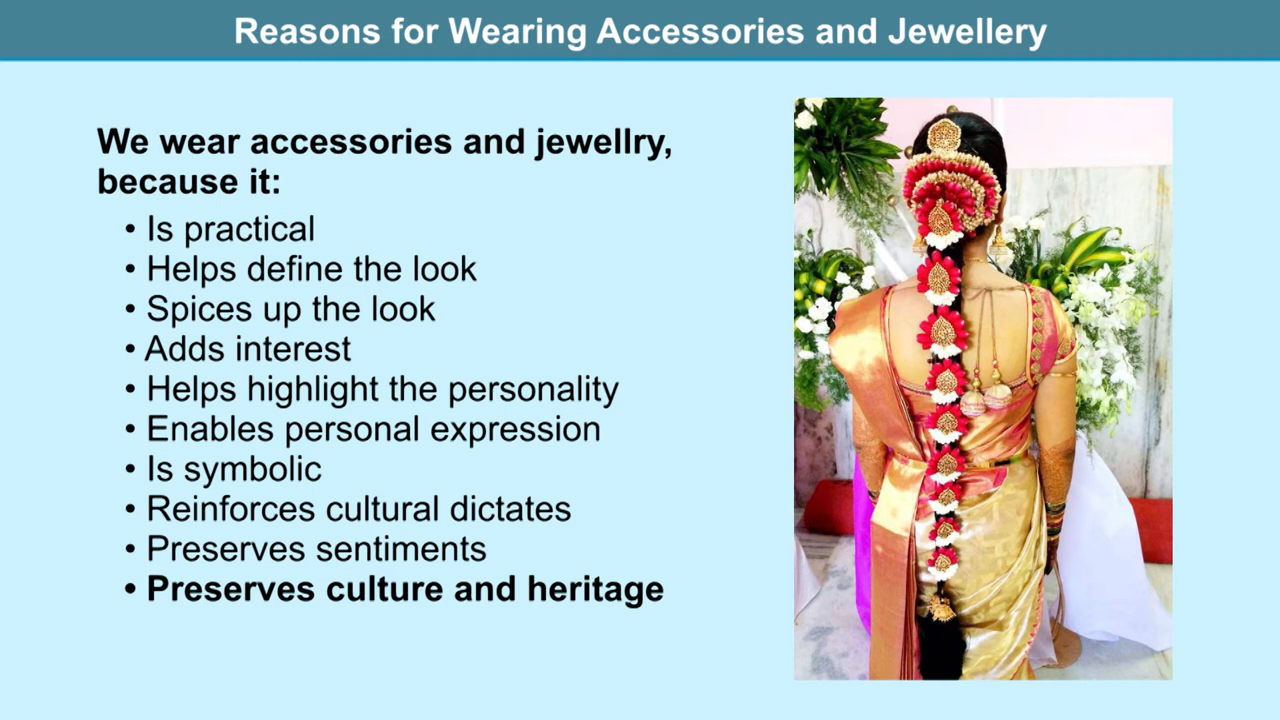 Reasons for Wearing Accessories and Jewellery
We wear accessories and jewellry,
because it:
• Is practical
• Helps define the look
• Spices up the look
• Adds interest
• Helps highlight the personality
• Enables personal expression
• Is symbolic
• Reinforces cultural dictates
• Preserves sentiments
• Preserves culture and heritage